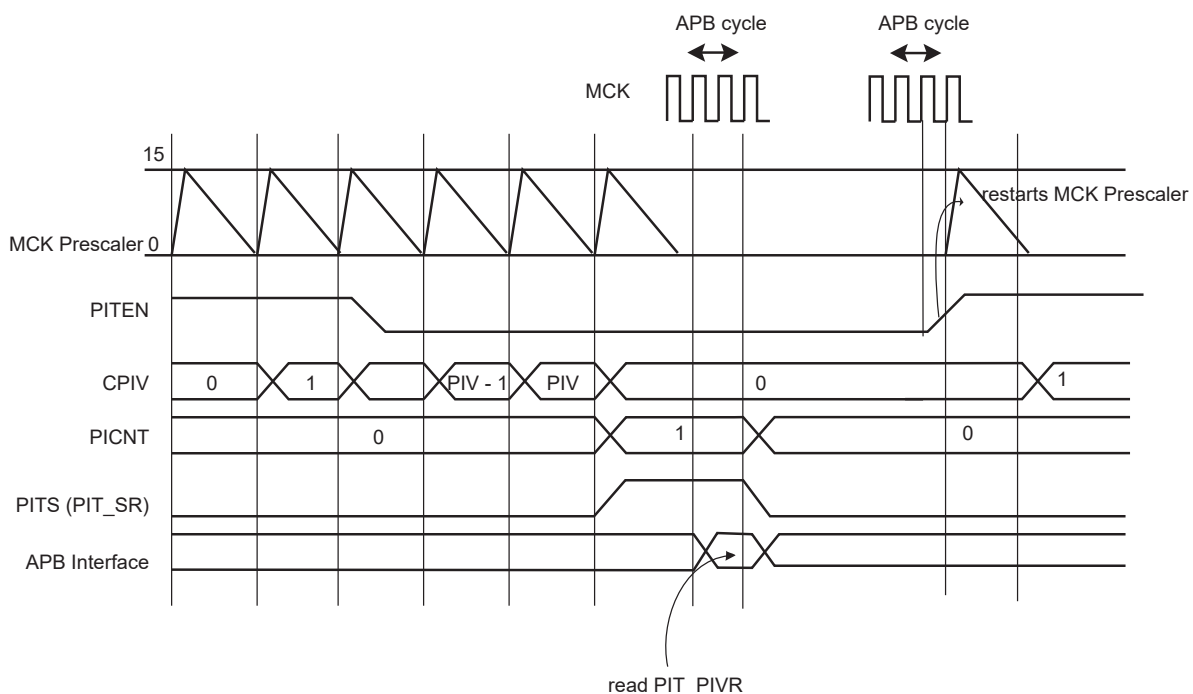 APB cycle APB cycle
MCK
15
restarts MCK Prescaler
MCK Prescaler 0
PITEN
CPIV 0 1 PIV - 1 PIV 0 1
PICNT 0 1 0
PITS (PIT_SR)
APB Interface
read PIT_PIVR